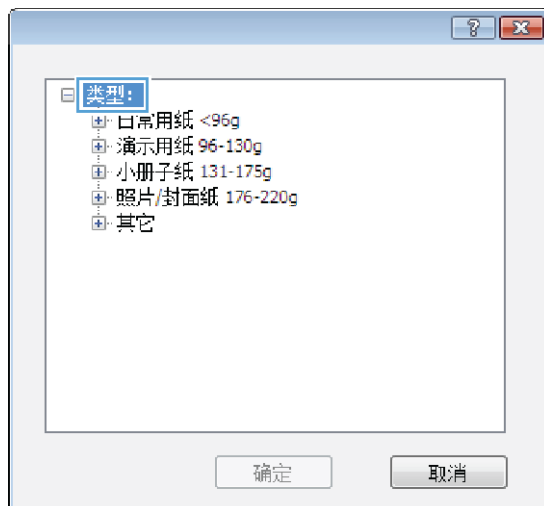 类型:
日常用纸 <96g
演示用纸 96-130g
小册子纸 131-175g
照片/封面纸 176-220g
其它
确定
取消